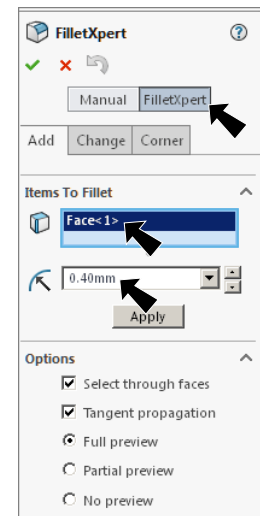 FilletXpert
Manual FilletXpert
Add Change Corner
Items To Fillet
Face<1>
0.40mm
Apply
Options
Select through faces
Tangent propagation
Full preview
Partial preview
No preview